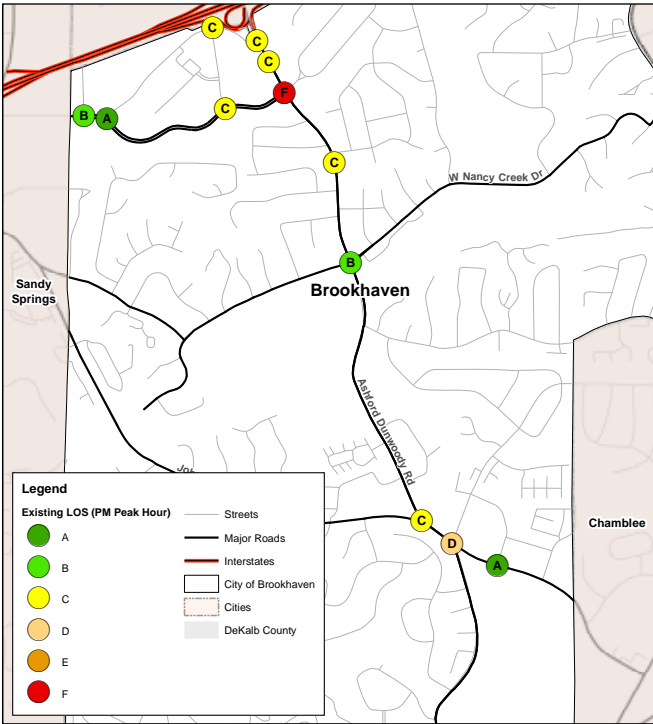 C
C
C
F
C
B
A
C
W Nancy Creek Dr
B
Sandy
Springs
Brookhaven
Ashford Dunwoody Rd
Joh
C
D
A
Chamblee
Legend
Existing LOS (PM Peak Hour)
A
B
C
D
E
F
Streets
Major Roads
Interstates
City of Brookhaven
Cities
DeKalb County